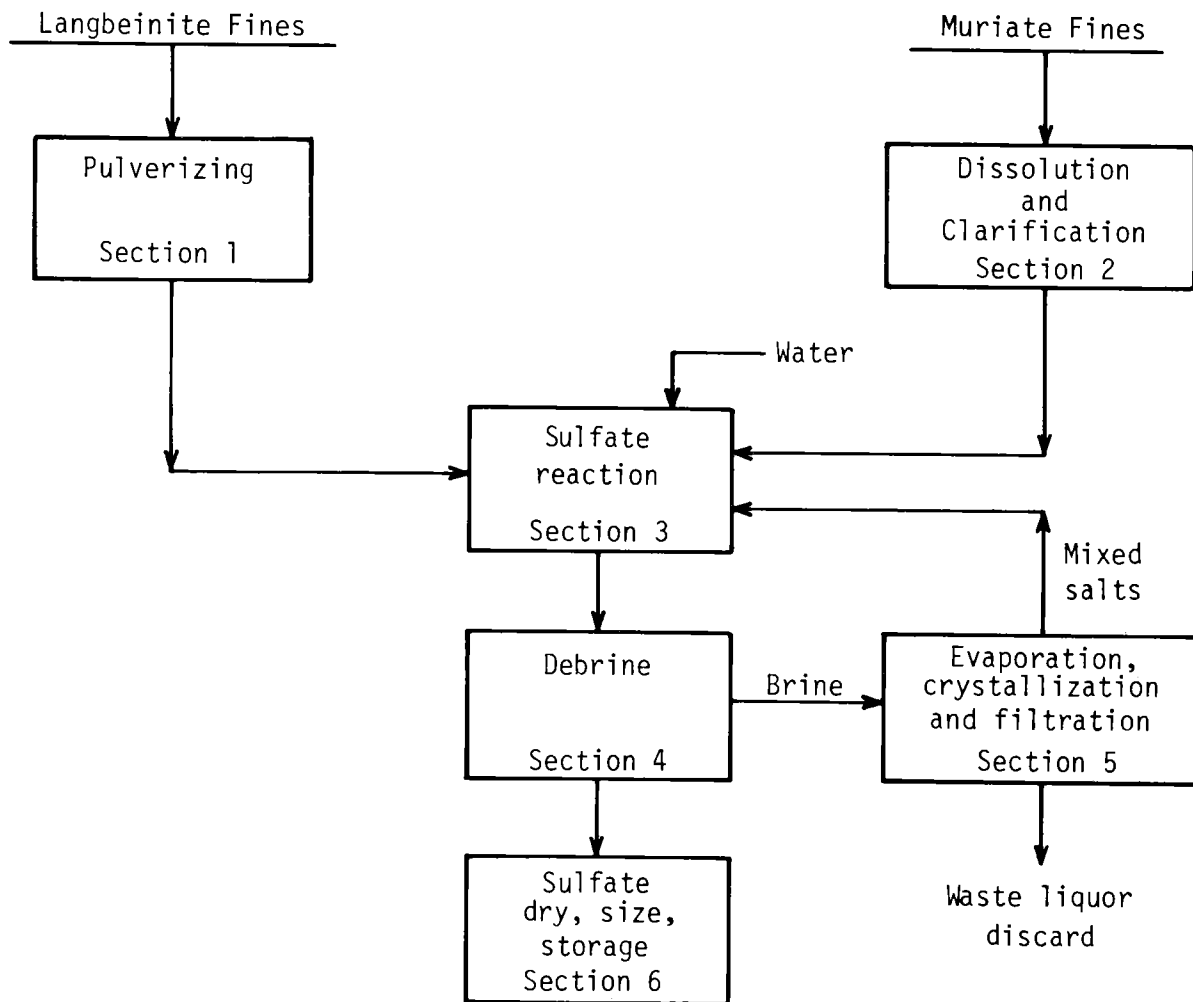 Langbeinite Fines
Muriate Fines
Pulverizing
Section 1
Dissolution
and
Clarification
Section 2
Water
Sulfate
reaction
Section 3
Mixed
salts
Debrine
Section 4
Brine
Evaporation,
crystallization
and filtration
Section 5
Sulfate
dry, size,
storage
Section 6
Waste liquor
discard